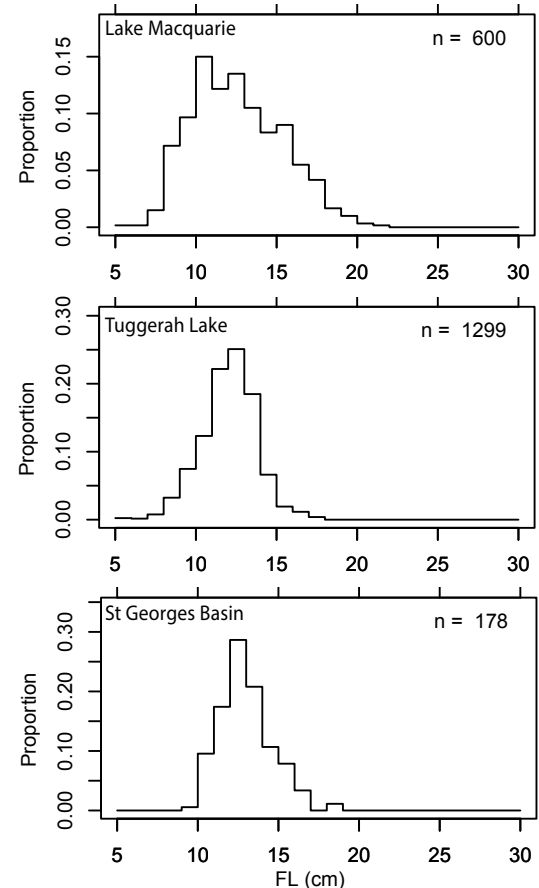 Lake Macquarie
n = 600
Proportion
0.00 0.05 0.10 0.15
5 10 15 20 25 30
Tuggerah Lake
n = 1299
Proportion
0.00 0.10 0.20 0.30
5 10 15 20 25 30
St Georges Basin
n = 178
Proportion
0.00 0.10 0.20 0.30
5 10 15 20 25 30
FL (cm)